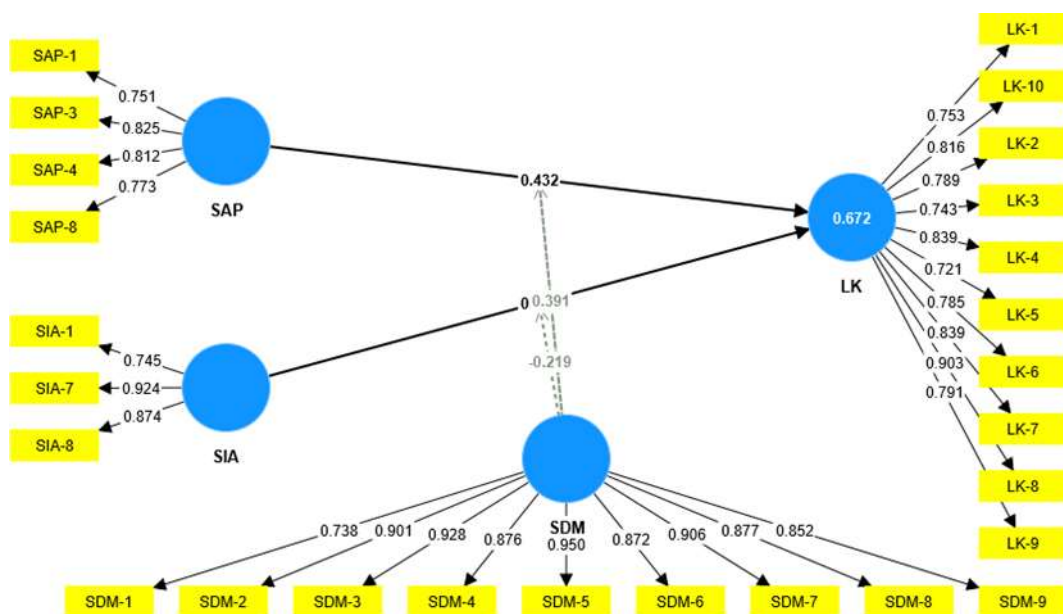 SAP-1
SAP-3
SAP-4
SAP-8
0.751
0.825
0.812
0.773
SAP
SIA-1
SIA-7
SIA-8
0.745
0.924
0.874
SIA
0.432
0.391
-0.219
0.672
LK
LK-1
LK-10
LK-2
LK-3
LK-4
LK-5
LK-6
LK-7
LK-8
LK-9
0.753
0.816
0.789
0.743
0.839
0.721
0.785
0.839
0.903
0.791
SDM
0.738
0.901
0.928
0.876
0.950
0.872
0.906
0.877
0.852
SDM-1
SDM-2
SDM-3
SDM-4
SDM-5
SDM-6
SDM-7
SDM-8
SDM-9